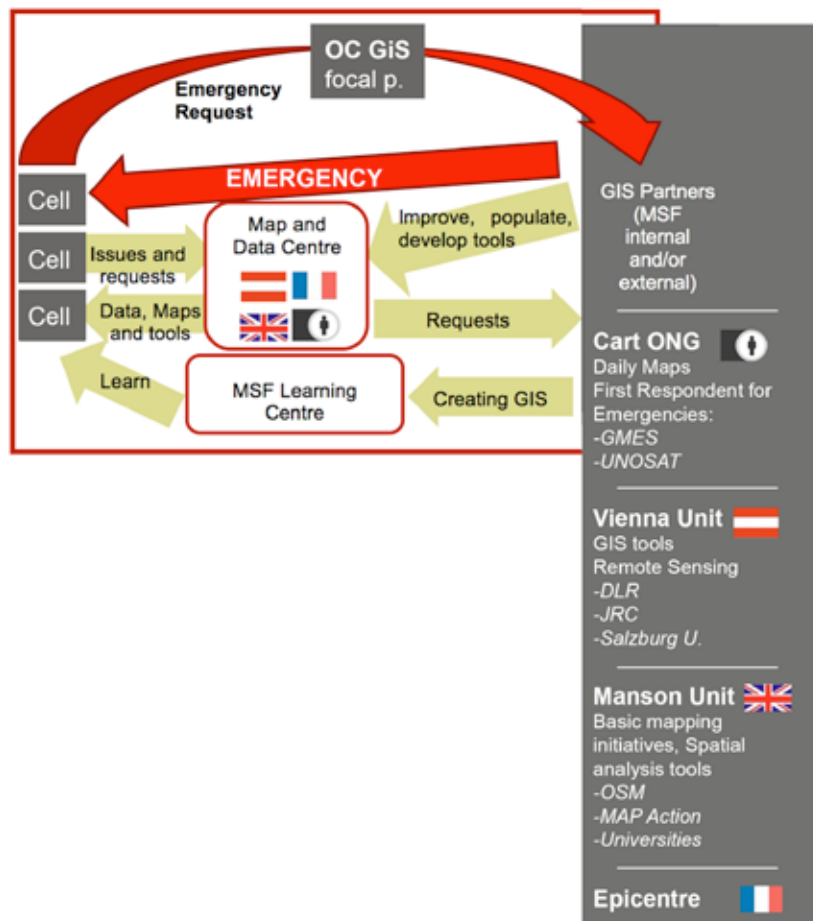 OC GiS
focal p.
Emergency
Request
EMERGENCY
Cell
Cell
Cell
Issues and
requests
Data, Maps
and tools
Learn
Map and
Data Centre
Improve, populate,
develop tools
Requests
MSF Learning
Centre
Creating GIS
GIS Partners
(MSF
internal
and/or
external)
Cart ONG
Daily Maps
First Respondent for
Emergencies:
-GMES
-UNOSAT
Vienna Unit
GIS tools
Remote Sensing
-DLR
-JRC
-Salzburg U.
Manson Unit
Basic mapping
initiatives, Spatial
analysis tools
-OSM
-MAP Action
-Universities
Epicentre